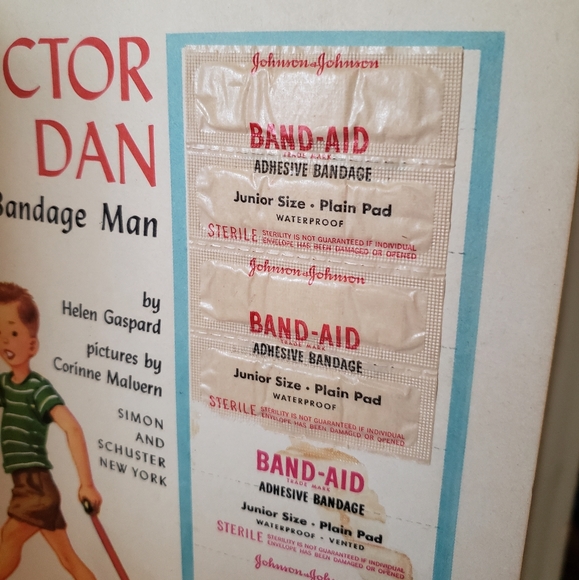 CTOR
DAN
Bandage Man
by
Helen Gaspard
pictures by
Corinne Malvern
SIMON
AND
SCHUSTER
NEW YORK
Johnson & Johnson
BAND-AID
TRADE MARK
ADHESIVE BANDAGE
Junior Size • Plain Pad
WATERPROOF
STERILE STERILITY IS NOT GUARANTEED IF INDIVIDUAL
ENVELOPE HAS BEEN DAMAGED OR OPENED
Johnson & Johnson
BAND-AID
TRADE MARK
ADHESIVE BANDAGE
Junior Size • Plain Pad
WATERPROOF
STERILE STERILITY IS NOT GUARANTEED IF INDIVIDUAL
ENVELOPE HAS BEEN DAMAGED OR OPENED
BAND-AID
TRADE MARK
ADHESIVE BANDAGE
Junior Size • Plain Pad
WATERPROOF • VENTED
STERILE STERILITY IS NOT GUARANTEED IF INDIVIDUAL
ENVELOPE HAS BEEN DAMAGED OR OPENED
Johnson & Joh